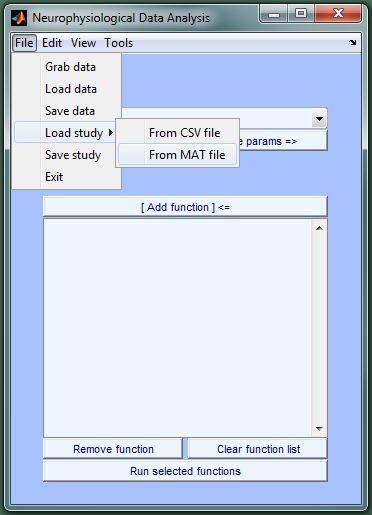 Neurophysiological Data Analysis
File Edit View Tools
Grab data
Load data
Save data
Load study
From CSV file
params =>
Save study
From MAT file
Exit
[ Add function ] <=
Remove function
Clear function list
Run selected functions